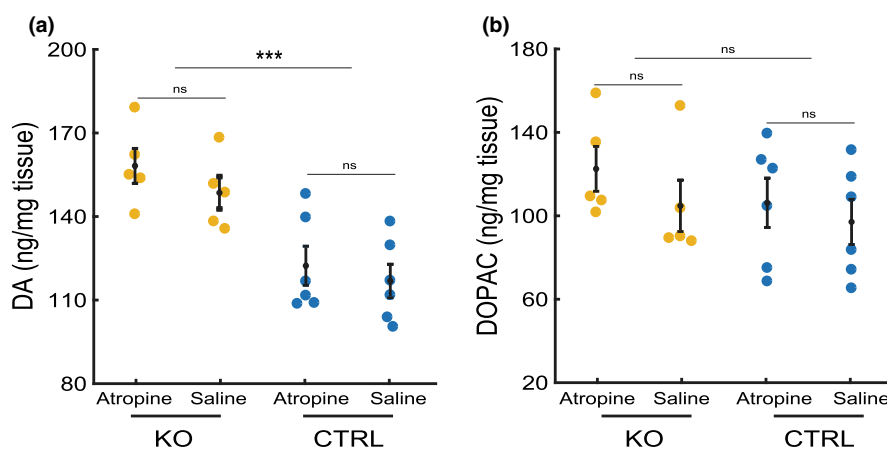 (a)
DA (ng/mg tissue)
200
170
140
110
80
***
ns
ns
Atropine Saline Atropine Saline
KO CTRL
(b)
DOPAC (ng/mg tissue)
180
140
100
60
20
ns
ns
ns
Atropine Saline Atropine Saline
KO CTRL